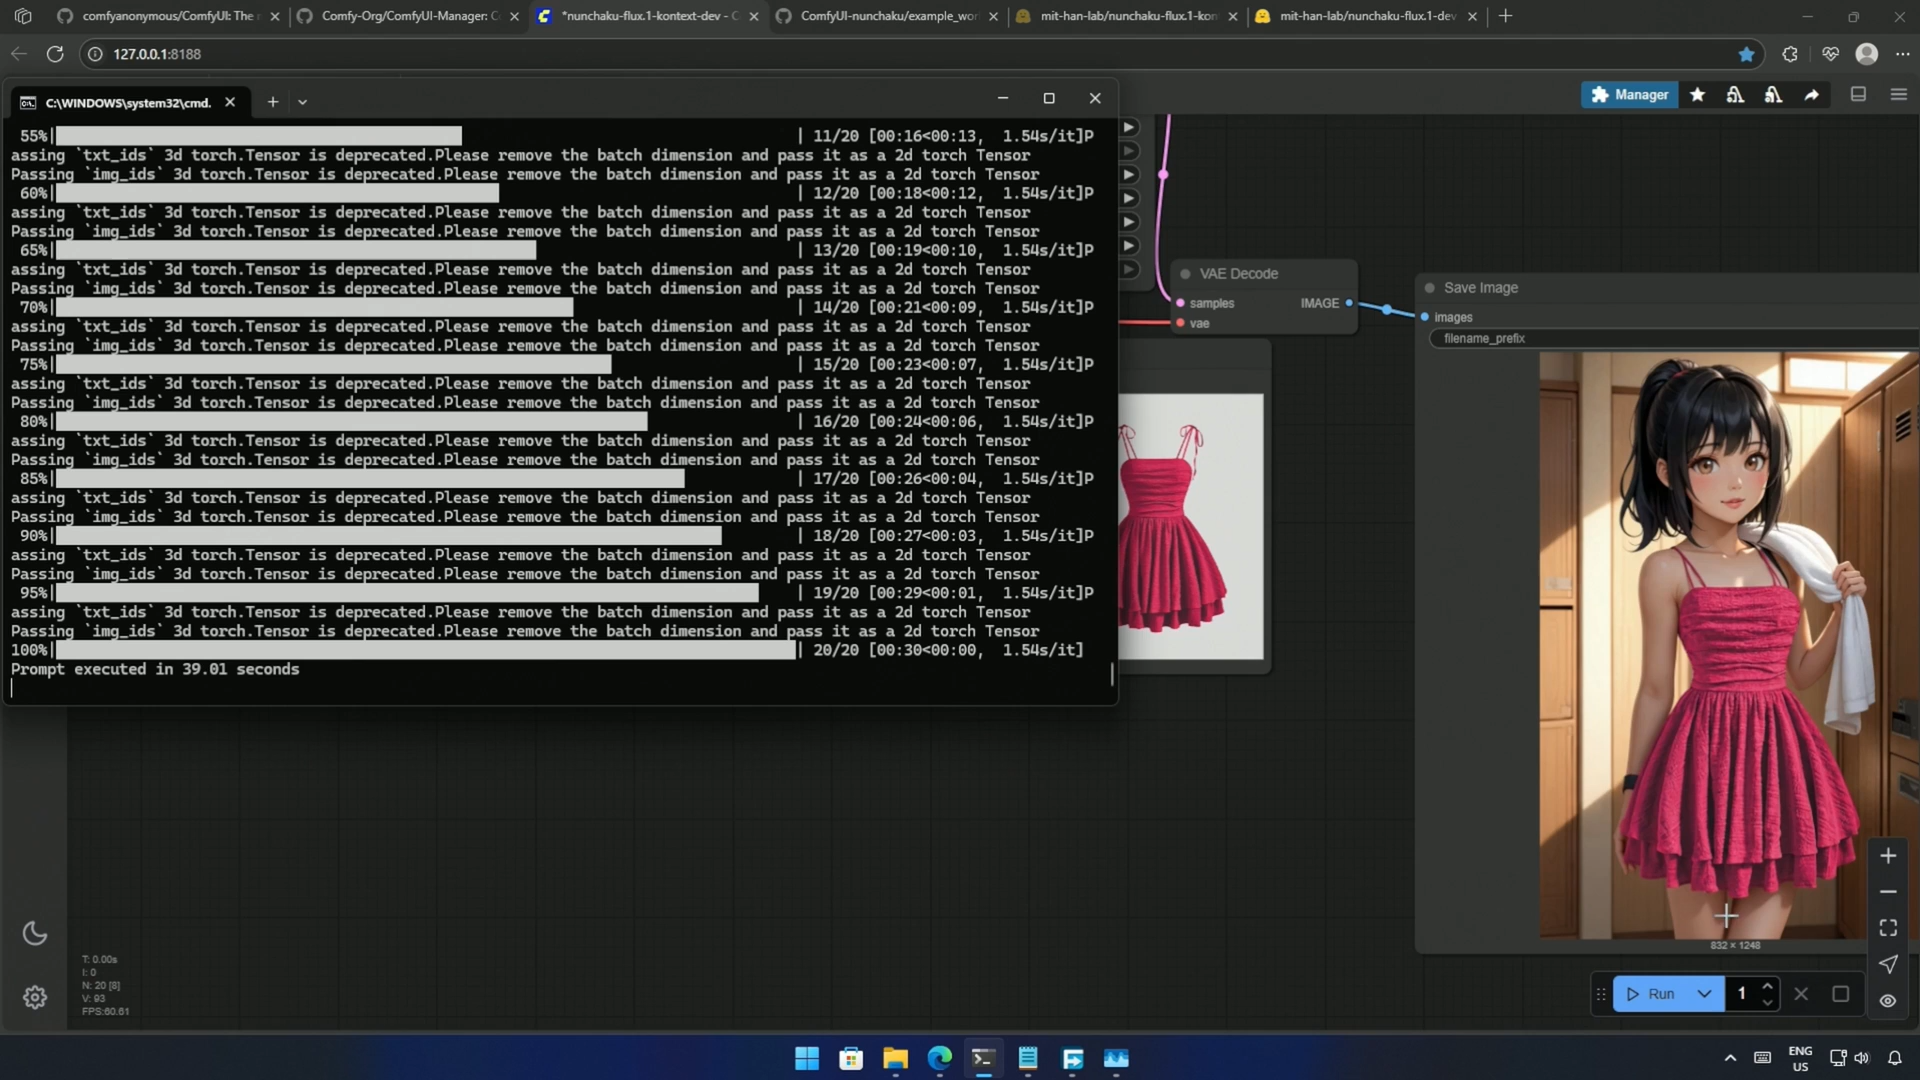 comfyanonymous/ComfyUI: The
Comfy-Org/ComfyUI-Manager: C
*nunchaku-flux.1-kontext-dev - C
ComfyUI-nunchaku/example_wor
mit-han-lab/nunchaku-flux.1-kon
mit-han-lab/nunchaku-flux.1-dev
127.0.0.1:8188
C:\WINDOWS\system32\cmd.
Manager
55%| | 11/20 [00:16<00:13, 1.54s/it]P
assing `txt_ids` 3d torch.Tensor is deprecated.Please remove the batch dimension and pass it as a 2d torch Tensor
Passing `img_ids` 3d torch.Tensor is deprecated.Please remove the batch dimension and pass it as a 2d torch Tensor
60%| | 12/20 [00:18<00:12, 1.54s/it]P
assing `txt_ids` 3d torch.Tensor is deprecated.Please remove the batch dimension and pass it as a 2d torch Tensor
Passing `img_ids` 3d torch.Tensor is deprecated.Please remove the batch dimension and pass it as a 2d torch Tensor
65%| | 13/20 [00:19<00:10, 1.54s/it]P
assing `txt_ids` 3d torch.Tensor is deprecated.Please remove the batch dimension and pass it as a 2d torch Tensor
Passing `img_ids` 3d torch.Tensor is deprecated.Please remove the batch dimension and pass it as a 2d torch Tensor
70%| | 14/20 [00:21<00:09, 1.54s/it]P
assing `txt_ids` 3d torch.Tensor is deprecated.Please remove the batch dimension and pass it as a 2d torch Tensor
Passing `img_ids` 3d torch.Tensor is deprecated.Please remove the batch dimension and pass it as a 2d torch Tensor
75%| | 15/20 [00:23<00:07, 1.54s/it]P
assing `txt_ids` 3d torch.Tensor is deprecated.Please remove the batch dimension and pass it as a 2d torch Tensor
Passing `img_ids` 3d torch.Tensor is deprecated.Please remove the batch dimension and pass it as a 2d torch Tensor
80%| | 16/20 [00:24<00:06, 1.54s/it]P
assing `txt_ids` 3d torch.Tensor is deprecated.Please remove the batch dimension and pass it as a 2d torch Tensor
Passing `img_ids` 3d torch.Tensor is deprecated.Please remove the batch dimension and pass it as a 2d torch Tensor
85%| | 17/20 [00:26<00:04, 1.54s/it]P
assing `txt_ids` 3d torch.Tensor is deprecated.Please remove the batch dimension and pass it as a 2d torch Tensor
Passing `img_ids` 3d torch.Tensor is deprecated.Please remove the batch dimension and pass it as a 2d torch Tensor
90%| | 18/20 [00:27<00:03, 1.54s/it]P
assing `txt_ids` 3d torch.Tensor is deprecated.Please remove the batch dimension and pass it as a 2d torch Tensor
Passing `img_ids` 3d torch.Tensor is deprecated.Please remove the batch dimension and pass it as a 2d torch Tensor
95%| | 19/20 [00:29<00:01, 1.54s/it]P
assing `txt_ids` 3d torch.Tensor is deprecated.Please remove the batch dimension and pass it as a 2d torch Tensor
Passing `img_ids` 3d torch.Tensor is deprecated.Please remove the batch dimension and pass it as a 2d torch Tensor
100%| | 20/20 [00:30<00:00, 1.54s/it]
Prompt executed in 39.01 seconds
VAE Decode
samples IMAGE
vae
Save Image
images
filename_prefix
832 × 1248
T: 0.00s
I: 0
N: 20 [8]
V: 93
FPS:60.61
Run 1
ENG
US